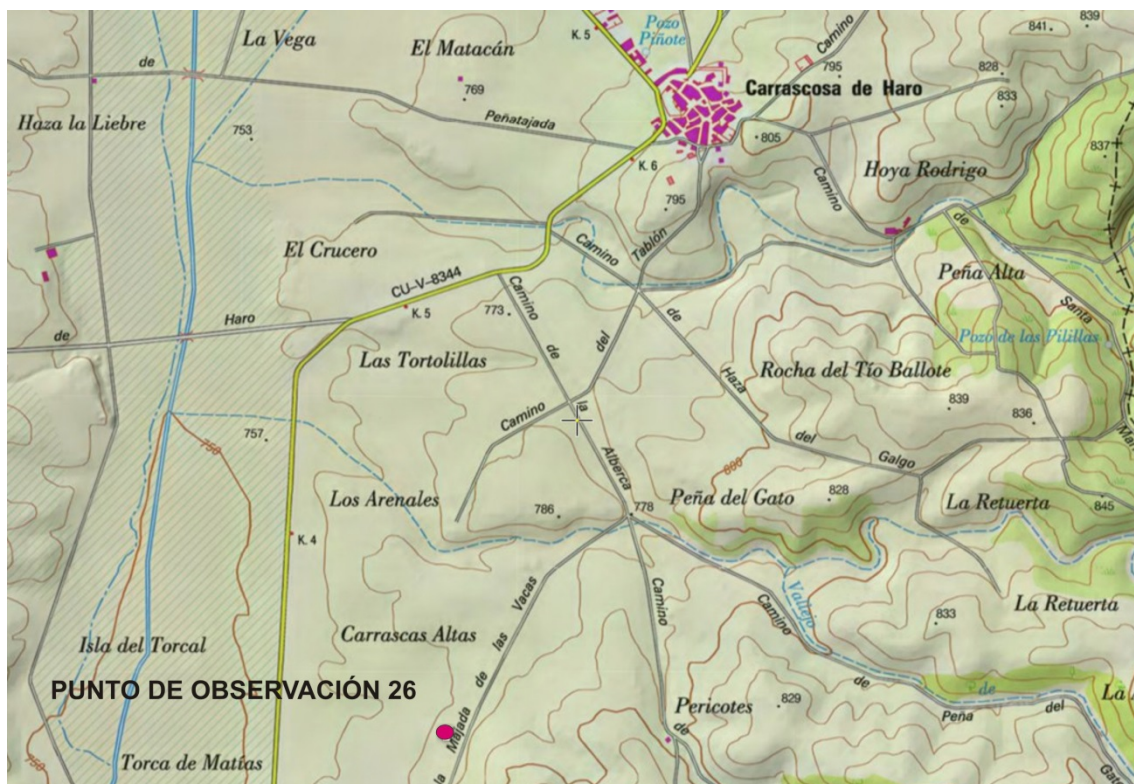 La Vega
El Matacán
K. 5
Pozo
Piñote
Camino
839
841
de
795
828
769
Carrascosa de Haro
833
Haza la Liebre
753
Peñatajada
805
837
K. 6
Hoya Rodrigo
Camino
795
de
El Crucero
Camino
Tablón
Peña Alta
CU-V-8344
Camino
de
Santa
773
K. 5
Haro
de
de
del
Pozo de las Pilillas
Las Tortolillas
Haza
Rocha del Tío Ballote
Camino
la
839
836
750
757
del
Galgo
Alberca
800
Los Arenales
Peña del Gato
828
La Retuerta
845
786
778
K. 4
Vacas
Camino
Vallejo
Camino
La Retuerta
833
las
Isla del Torcal
Carrascas Altas
PUNTO DE OBSERVACIÓN 26
de
de
de
829
La
Pericotes
Peña
del
Majada
de
750
Torca de Matías
la